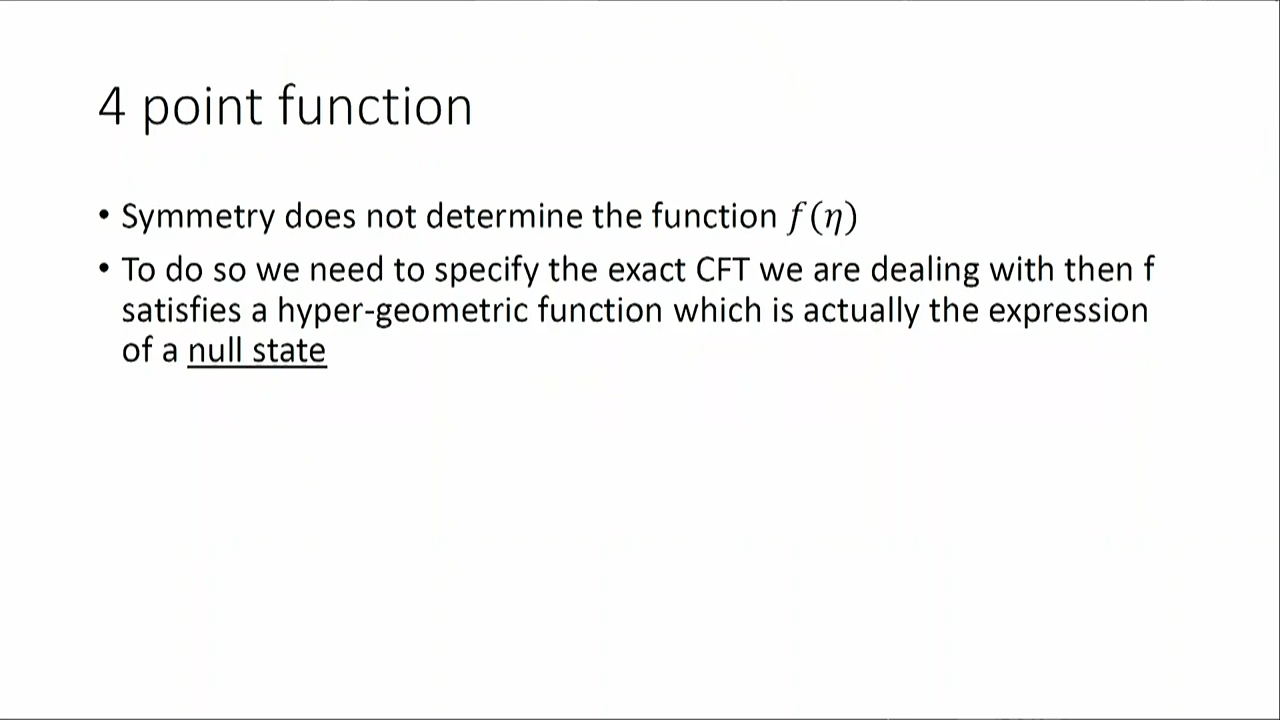 4 point function
• Symmetry does not determine the function f(η)
• To do so we need to specify the exact CFT we are dealing with then f
satisfies a hyper-geometric function which is actually the expression
of a null state